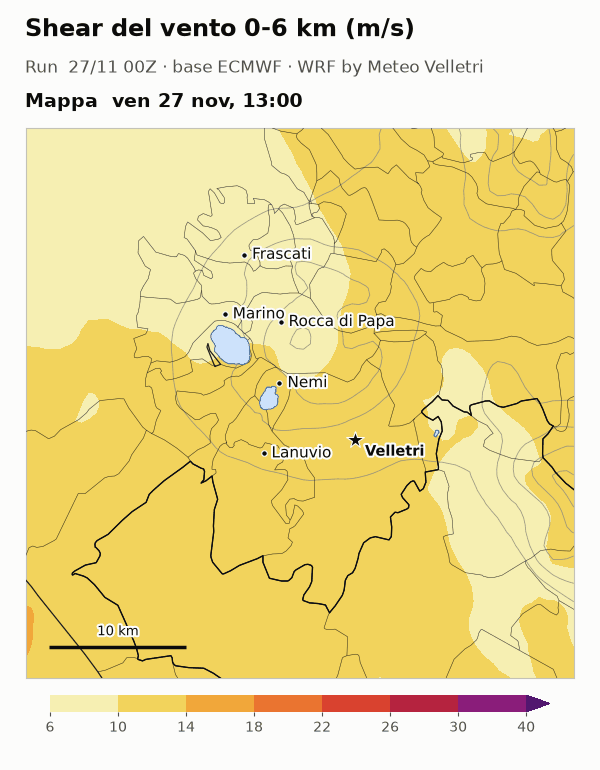 Shear del vento 0-6 km (m/s)
Run  27/11 00Z · base ECMWF · WRF by Meteo Velletri
Mappa  ven 27 nov, 13:00
Frascati
Marino
Rocca di Papa
Nemi
Velletri
Lanuvio
10 km
6 10 14 18 22 26 30 40